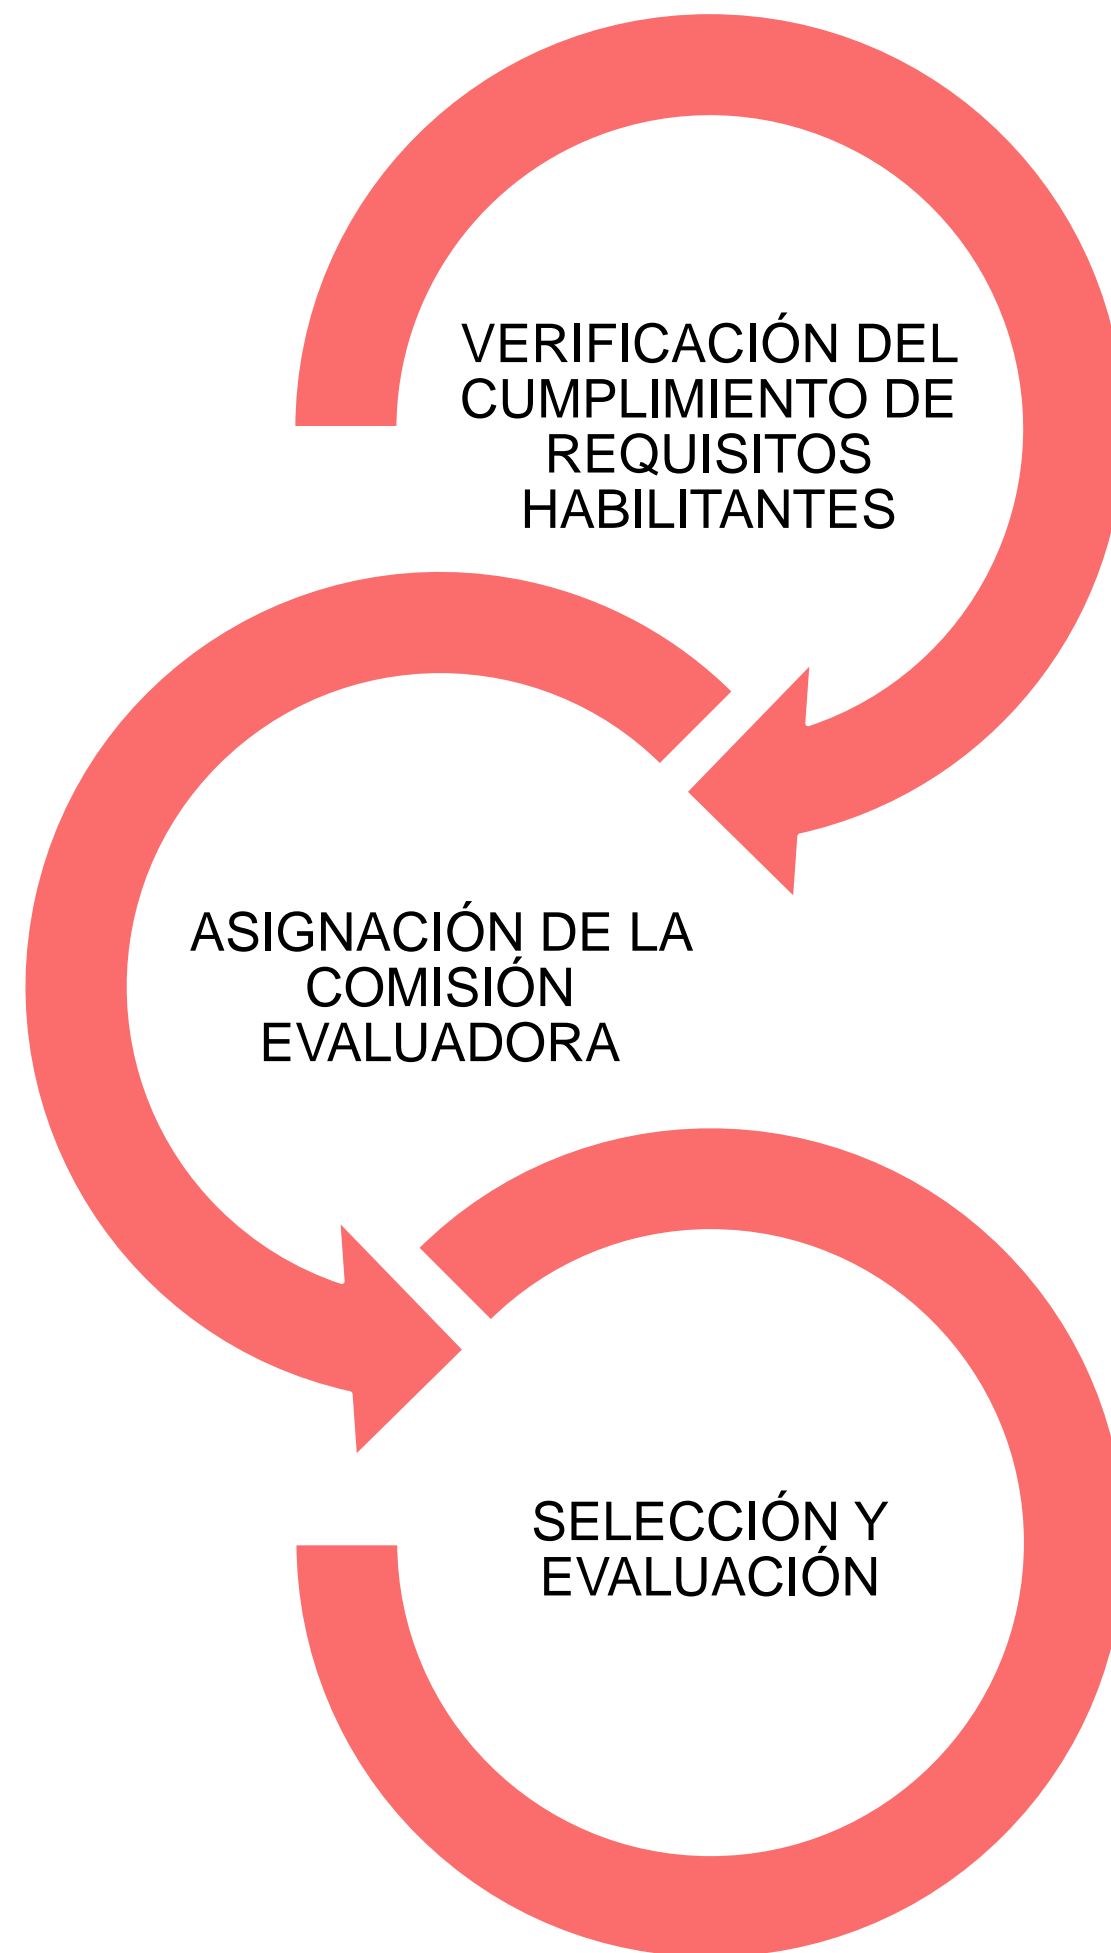 VERIFICACIÓN DEL
CUMPLIMIENTO DE
REQUISITOS
HABILITANTES
ASIGNACIÓN DE LA
COMISIÓN
EVALUADORA
SELECCIÓN Y
EVALUACIÓN